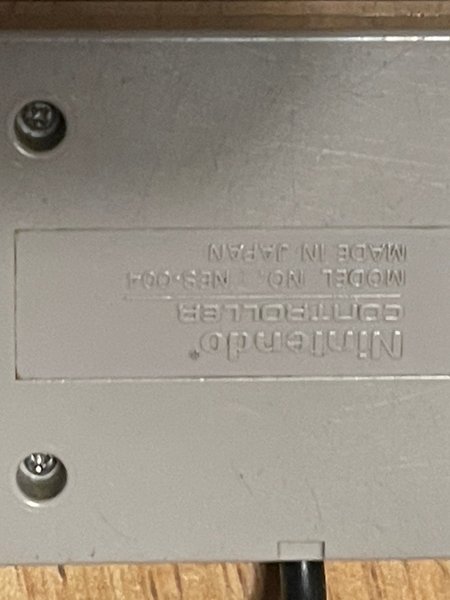 Nintendo®
CONTROLLER
MODEL NO. NES-004
MADE IN JAPAN